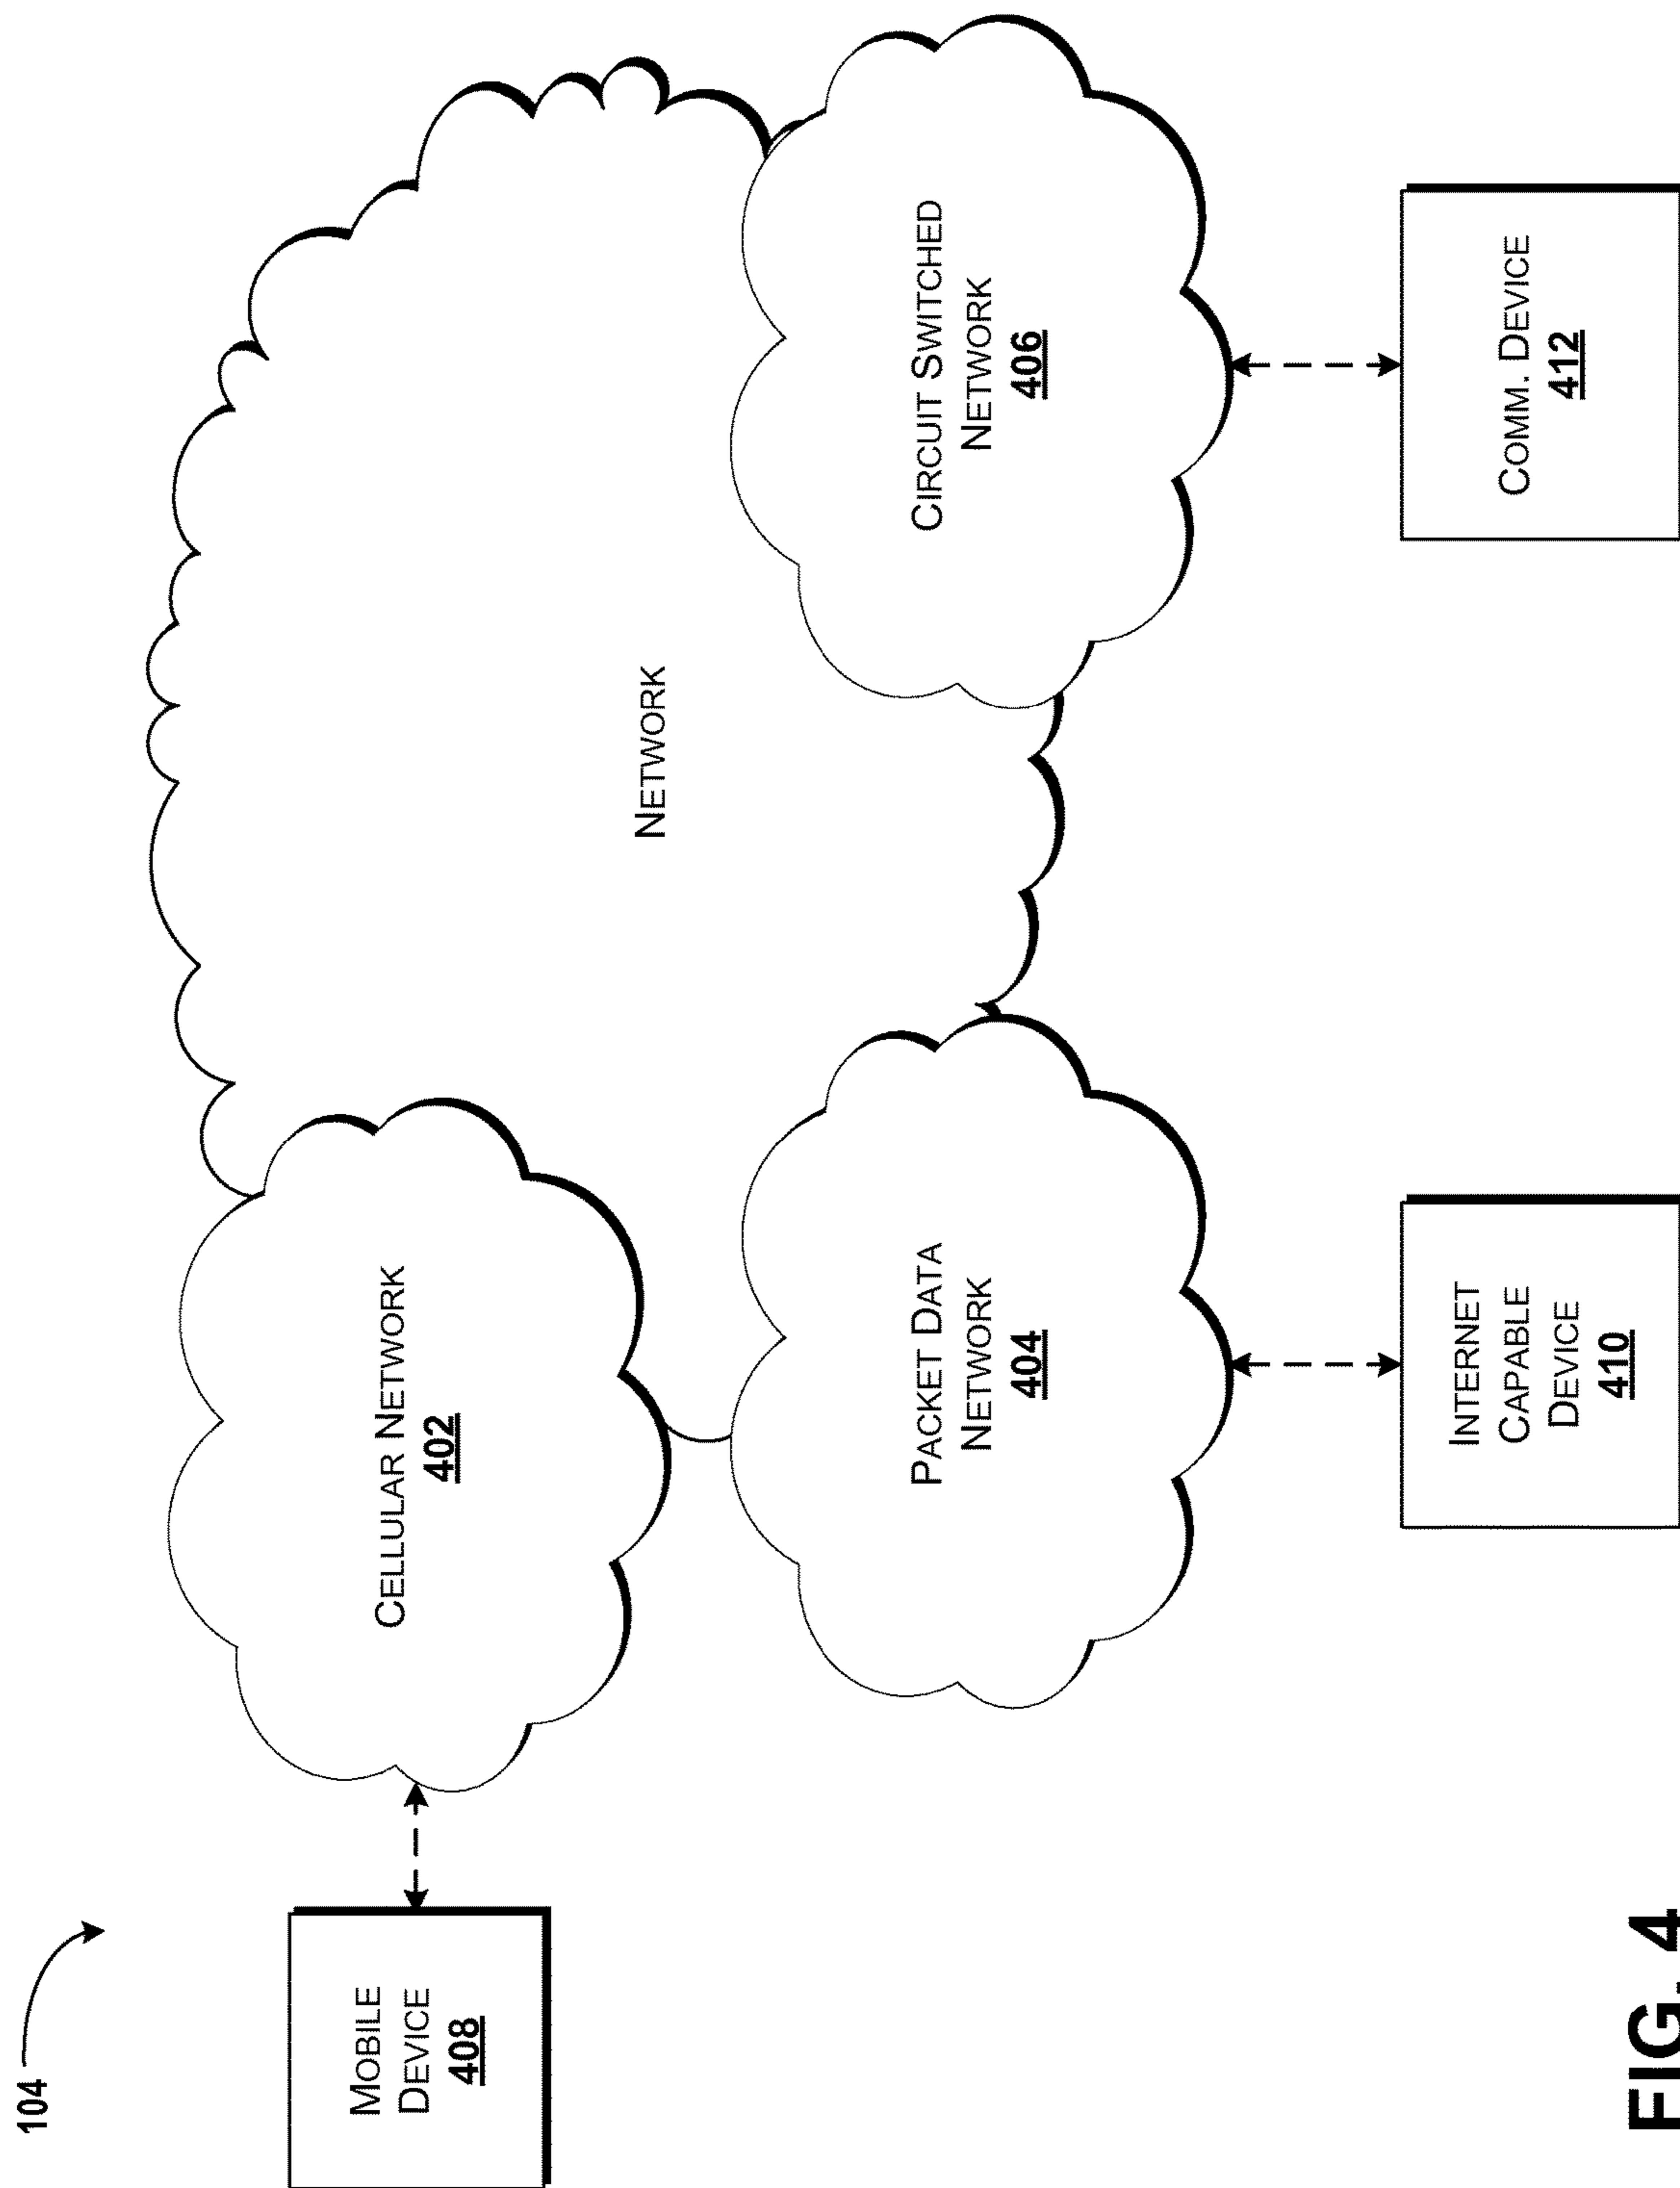 104
MOBILE
DEVICE
408
CELLULAR NETWORK
402
NETWORK
PACKET DATA
NETWORK
404
CIRCUIT SWITCHED
NETWORK
406
INTERNET
CAPABLE
DEVICE
410
COMM. DEVICE
412
FIG. 4